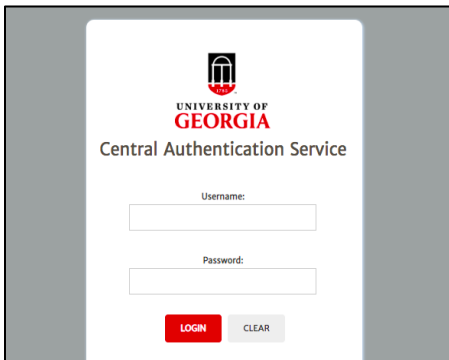 1785
UNIVERSITY OF
GEORGIA
Central Authentication Service
Username:
Password:
LOGIN CLEAR